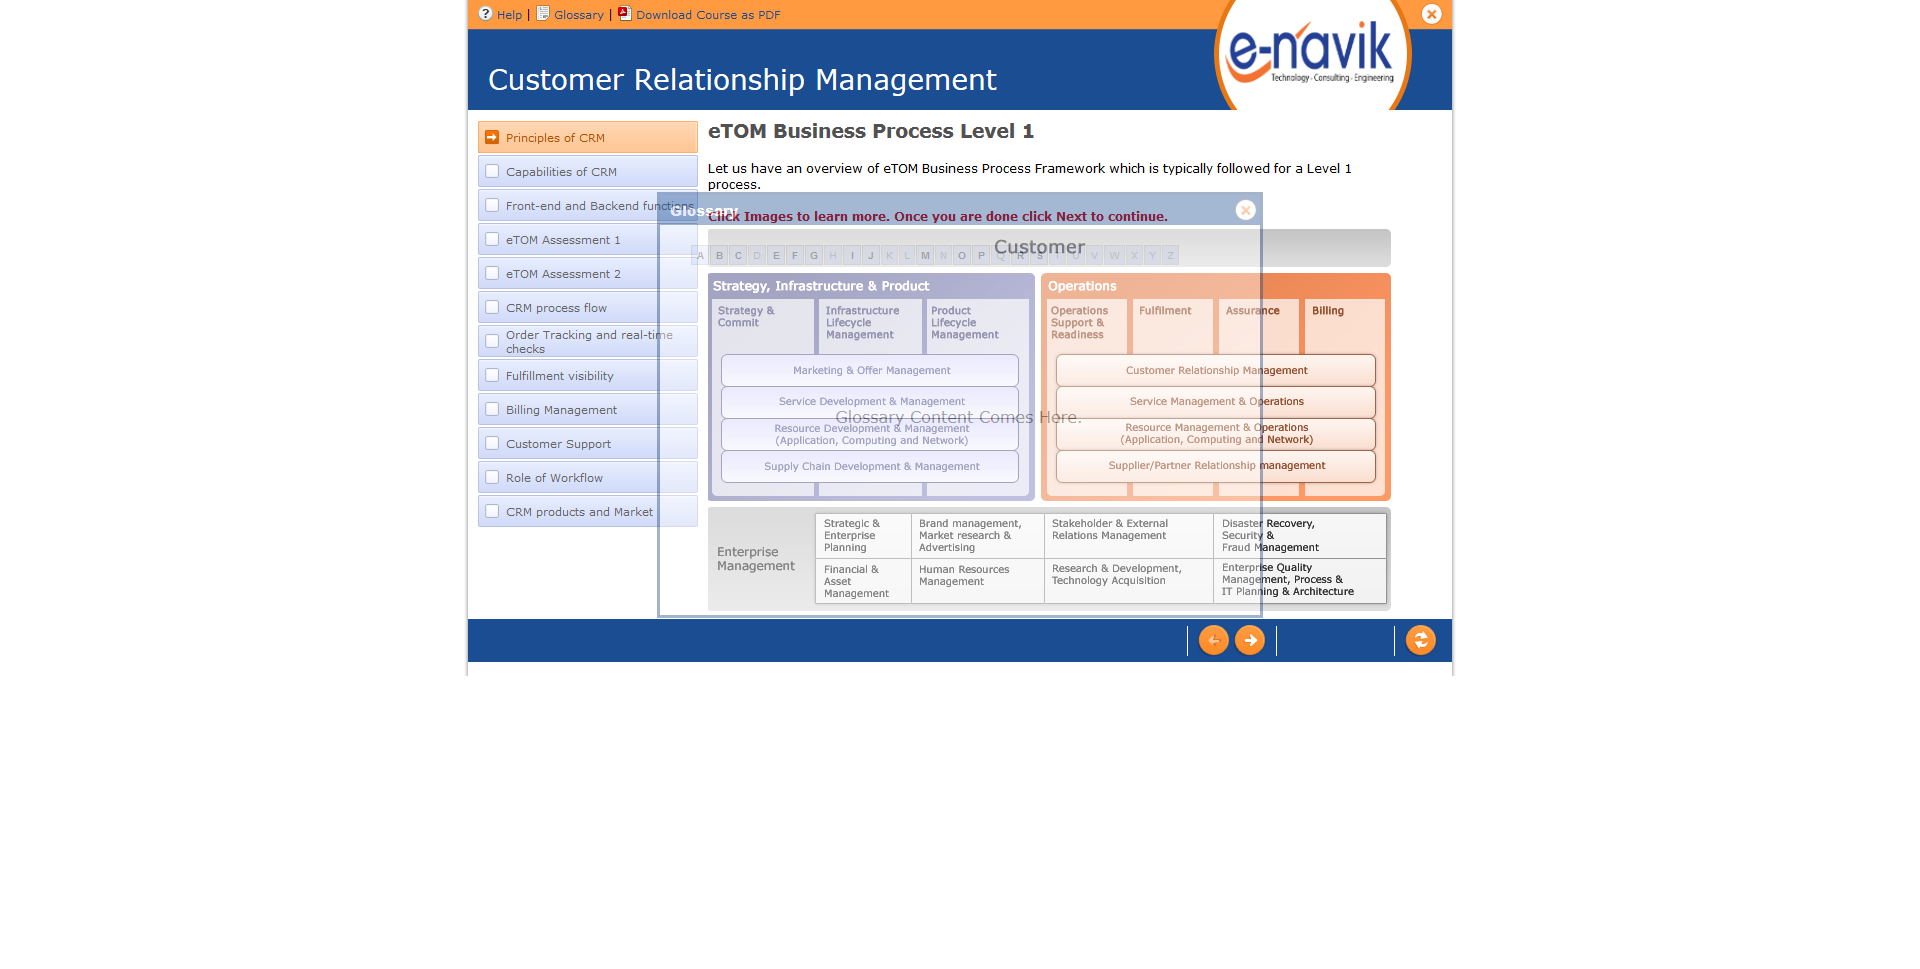 Help | Glossary | Download Course as PDF
e-navik
Technology - Consulting - Engineering
Customer Relationship Management
Principles of CRM
Capabilities of CRM
Front-end and Backend functions
eTOM Assessment 1
eTOM Assessment 2
CRM process flow
Order Tracking and real-time
checks
Fulfillment visibility
Billing Management
Customer Support
Role of Workflow
CRM products and Market
eTOM Business Process Level 1
Let us have an overview of eTOM Business Process Framework which is typically followed for a Level 1
process.
Glossary
Click Images to learn more. Once you are done click Next to continue.
Customer
A B C D E F G H I J K L M N O P Q R S T U V W X Y Z
Strategy, Infrastructure & Product
Strategy &
Commit
Infrastructure
Lifecycle
Management
Product
Lifecycle
Management
Marketing & Offer Management
Service Development & Management
Resource Development & Management
(Application, Computing and Network)
Supply Chain Development & Management
Glossary Content Comes Here.
Operations
Operations
Support &
Readiness
Fulfilment
Assurance
Billing
Customer Relationship Management
Service Management & Operations
Resource Management & Operations
(Application, Computing and Network)
Supplier/Partner Relationship management
Enterprise
Management
Strategic &
Enterprise
Planning
Brand management,
Market research &
Advertising
Stakeholder & External
Relations Management
Disaster Recovery,
Security &
Fraud Management
Financial &
Asset
Management
Human Resources
Management
Research & Development,
Technology Acquisition
Enterprise Quality
Management, Process &
IT Planning & Architecture